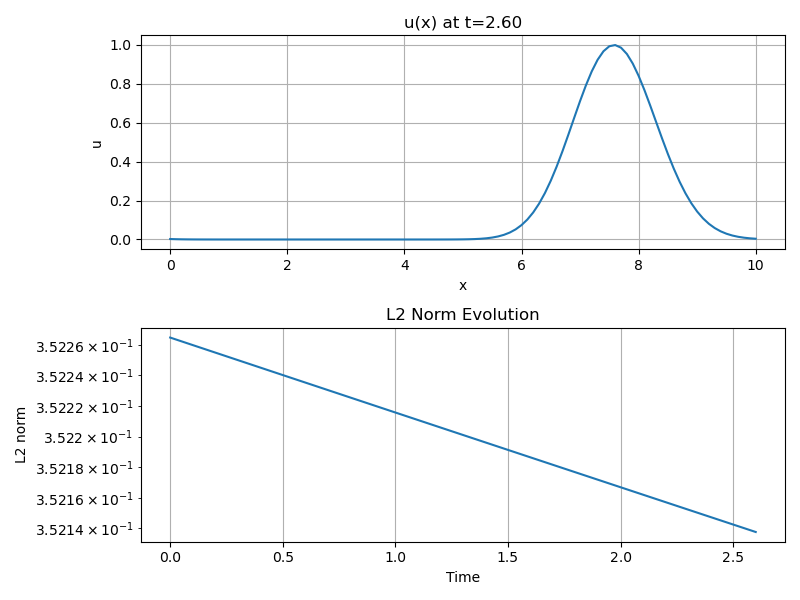 u(x) at t=2.60
1.0
0.8
0.6
0.4
0.2
0.0
u
0 2 4 6 8 10
x
L2 Norm Evolution
3.5226 × 10⁻¹
3.5224 × 10⁻¹
3.5222 × 10⁻¹
3.522 × 10⁻¹
3.5218 × 10⁻¹
3.5216 × 10⁻¹
3.5214 × 10⁻¹
L2 norm
0.0 0.5 1.0 1.5 2.0 2.5
Time